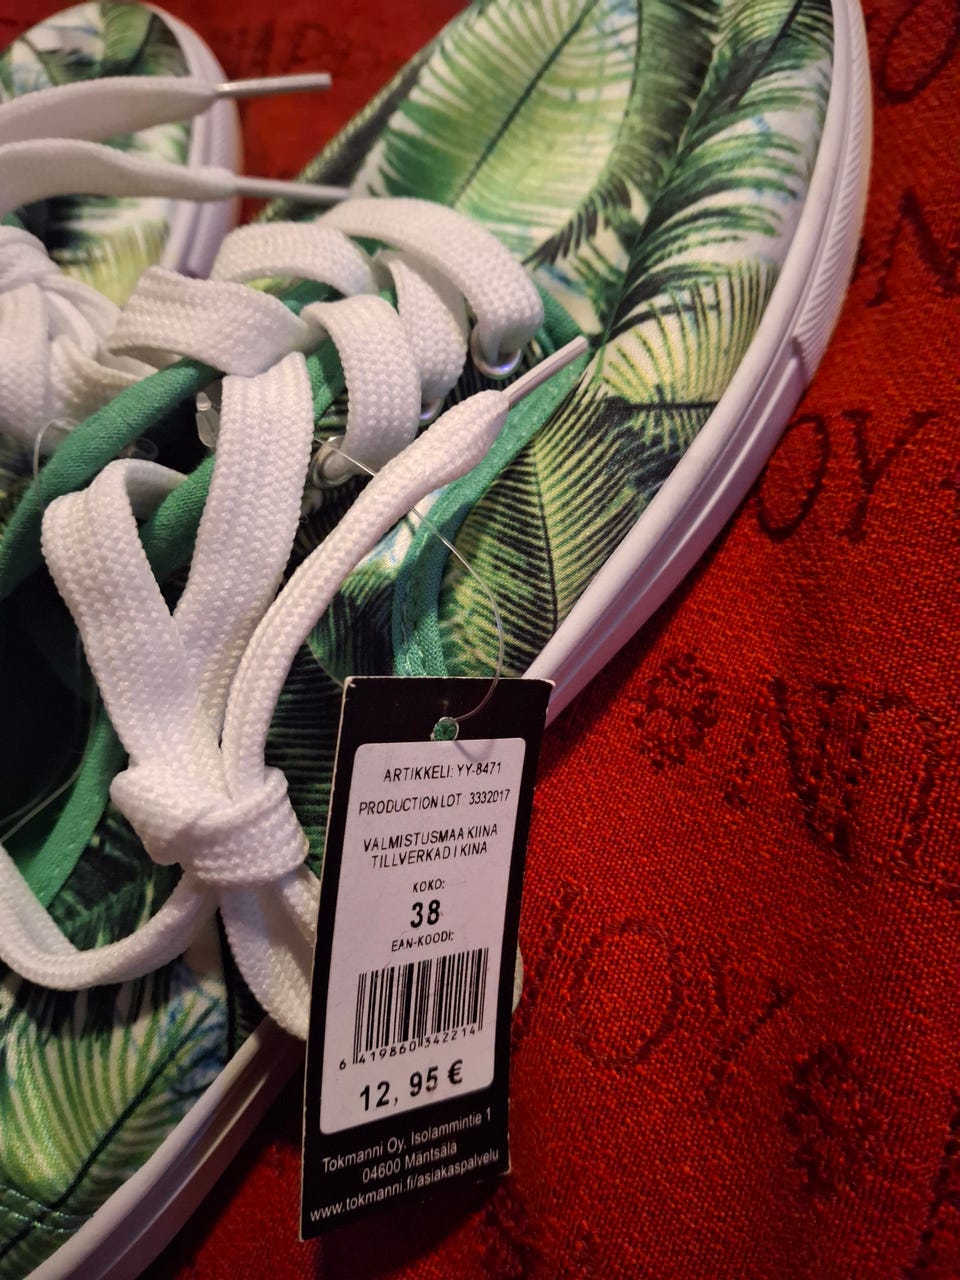 ARTIKKELI: YY-8471
PRODUCTION LOT: 3332017
VALMISTUSMAA KIINA
TILLVERKAD I KINA
KOKO:
38
EAN-KOODI:
6 419860 342214
12,95 €
Tokmanni Oy, Isolammintie 1
04600 Mäntsälä
www.tokmanni.fi/asiakaspalvelu